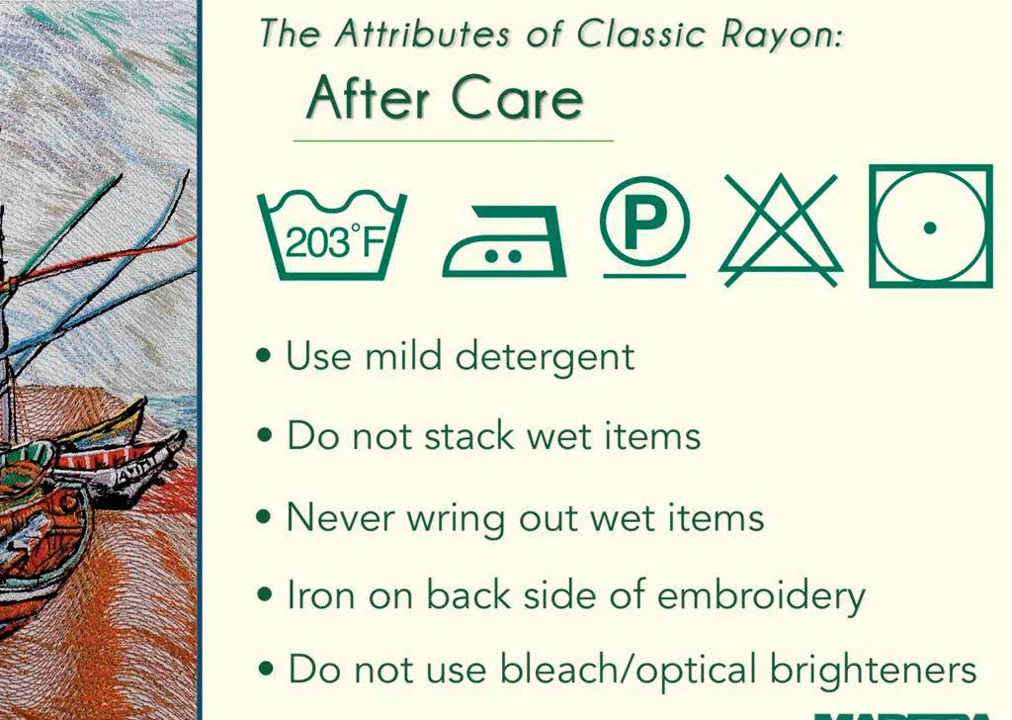 The Attributes of Classic Rayon:
After Care
203°F
P
• Use mild detergent
• Do not stack wet items
• Never wring out wet items
• Iron on back side of embroidery
• Do not use bleach/optical brighteners